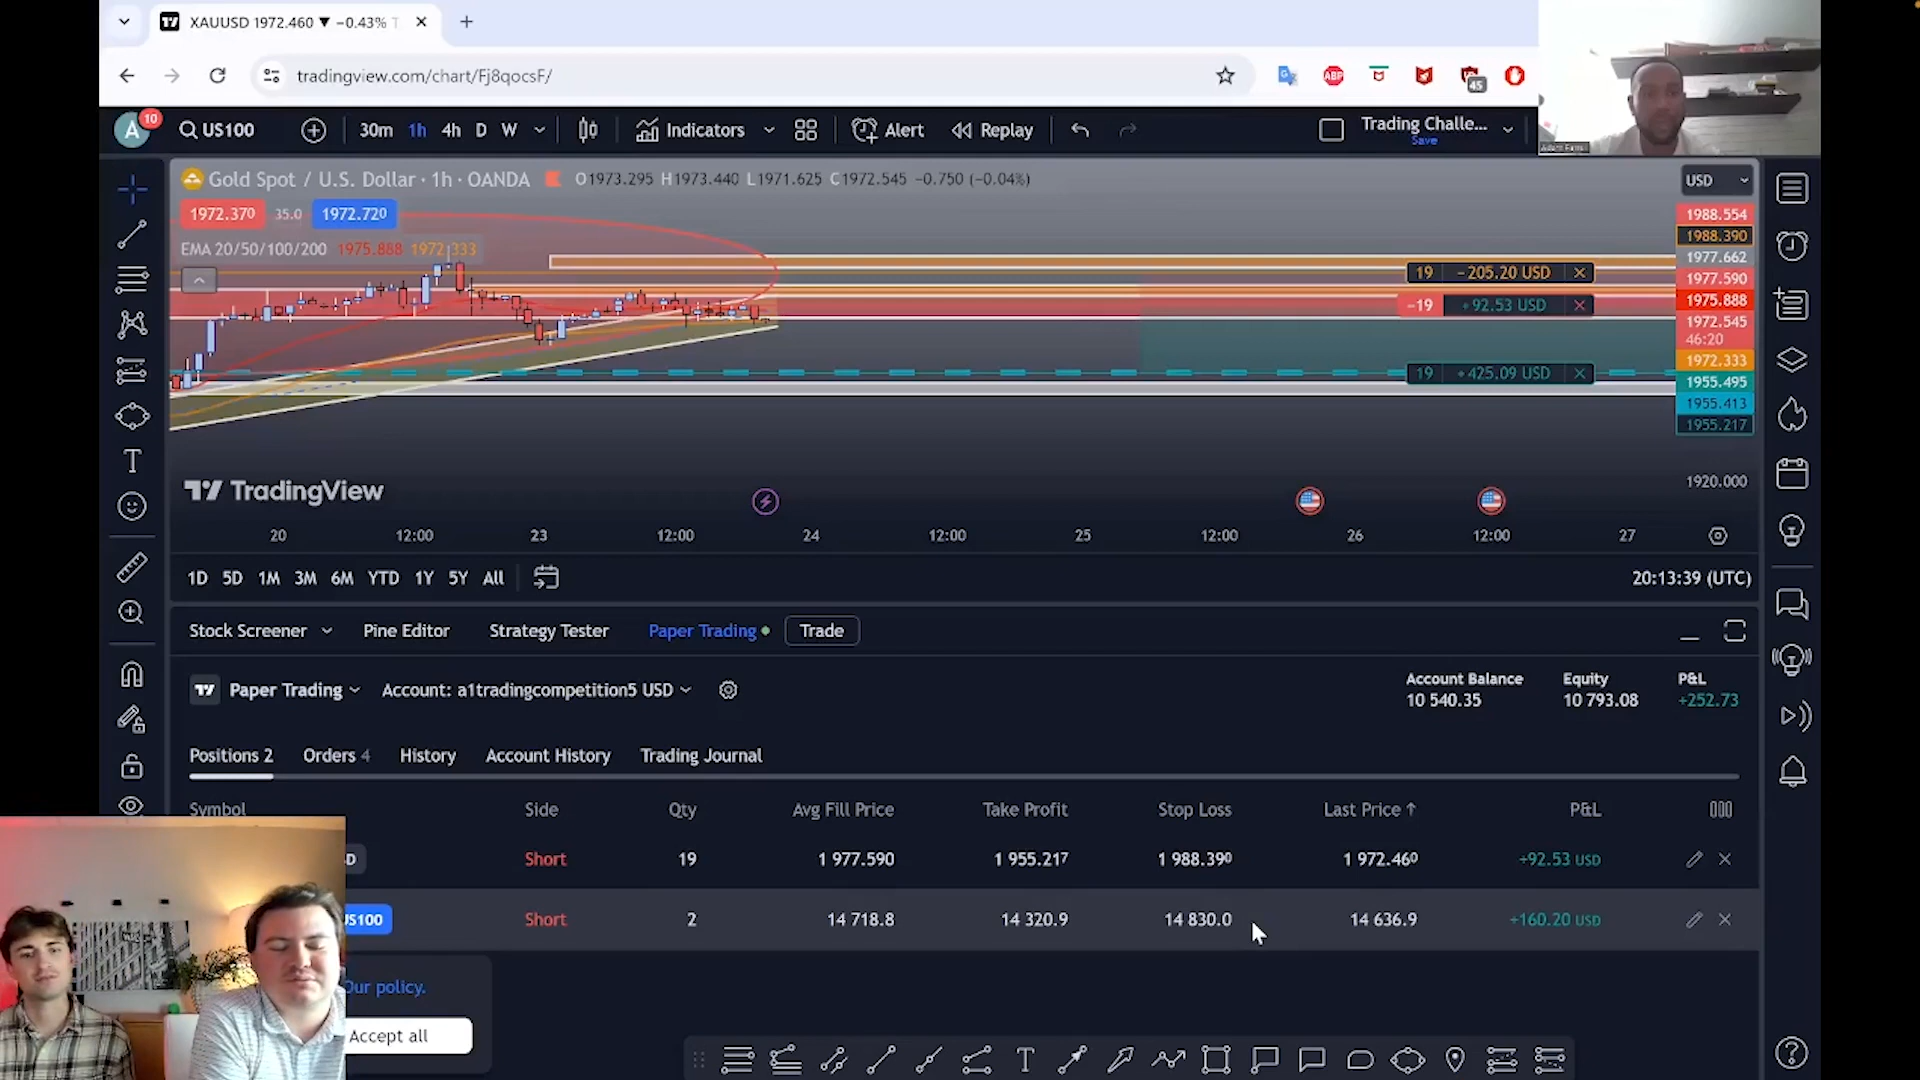 XAUUSD 1972.460 ▼ −0.43%
tradingview.com/chart/Fj8qocsF/
ABP
45
A
10
US100
30m 1h 4h D W
Indicators
Alert
Replay
Trading Challe...
Save
Gold Spot / U.S. Dollar · 1h · OANDA
O1973.295 H1973.440 L1971.625 C1972.545 −0.750 (−0.04%)
USD
1972.370 35.0 1972.720
EMA 20/50/100/200 1975.888 1972.333
1988.554
1988.390
1977.662
1977.590
1975.888
1972.545
46:20
1972.333
1955.495
1955.413
1955.217
1920.000
19 −205.20 USD
−19 +92.53 USD
19 +425.09 USD
TradingView
20 12:00 23 12:00 24 12:00 25 12:00 26 12:00 27
1D 5D 1M 3M 6M YTD 1Y 5Y All
20:13:39 (UTC)
Stock Screener Pine Editor Strategy Tester Paper Trading Trade
Paper Trading Account: a1tradingcompetition5 USD
Account Balance Equity P&L
10 540.35 10 793.08 +252.73
Positions 2 Orders 4 History Account History Trading Journal
Symbol Side Qty Avg Fill Price Take Profit Stop Loss Last Price ↑ P&L
D Short 19 1 977.590 1 955.217 1 988.390 1 972.460 +92.53 USD
US100 Short 2 14 718.8 14 320.9 14 830.0 14 636.9 +160.20 USD
Our policy.
Accept all